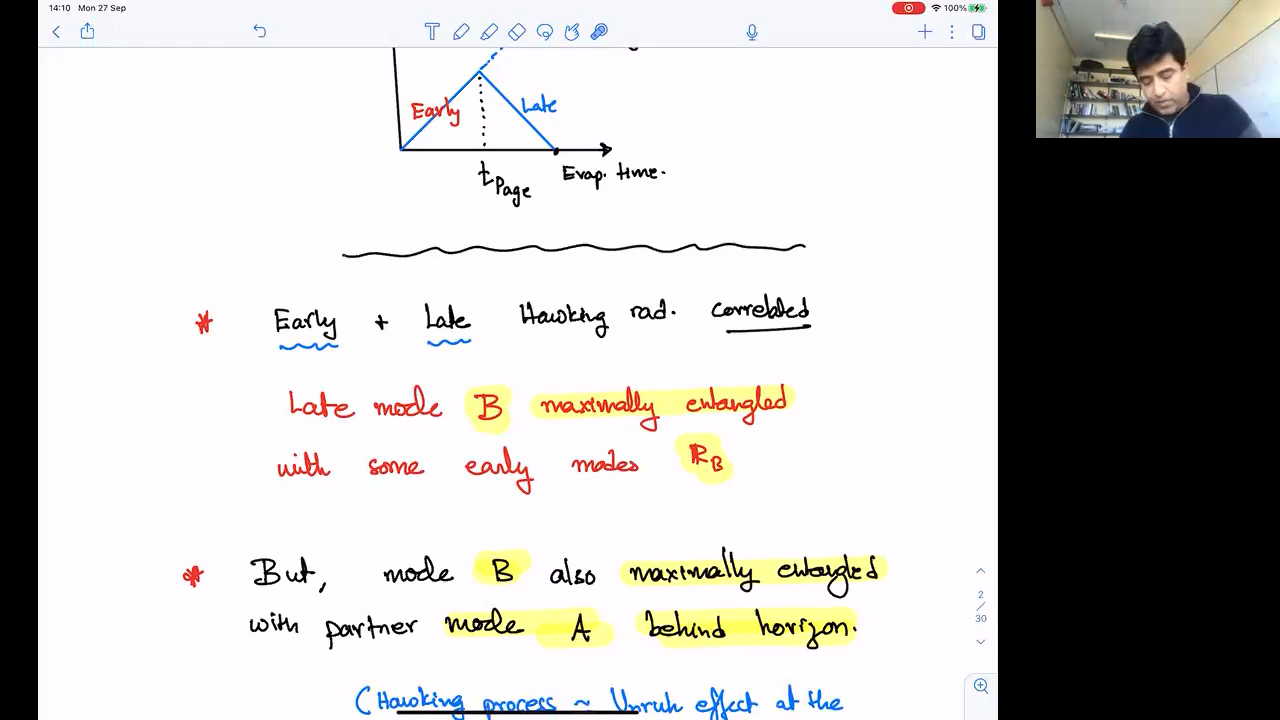 14:10 Mon 27 Sep
100%
Early
Late
t Page
Evap. time.
* Early + Late Hawking rad. correlated
Late mode B maximally entangled
with some early modes R_B
* But, mode B also maximally entangled
with partner mode A behind horizon.
(Hawking process ~ Unruh effect at the
2
/
30